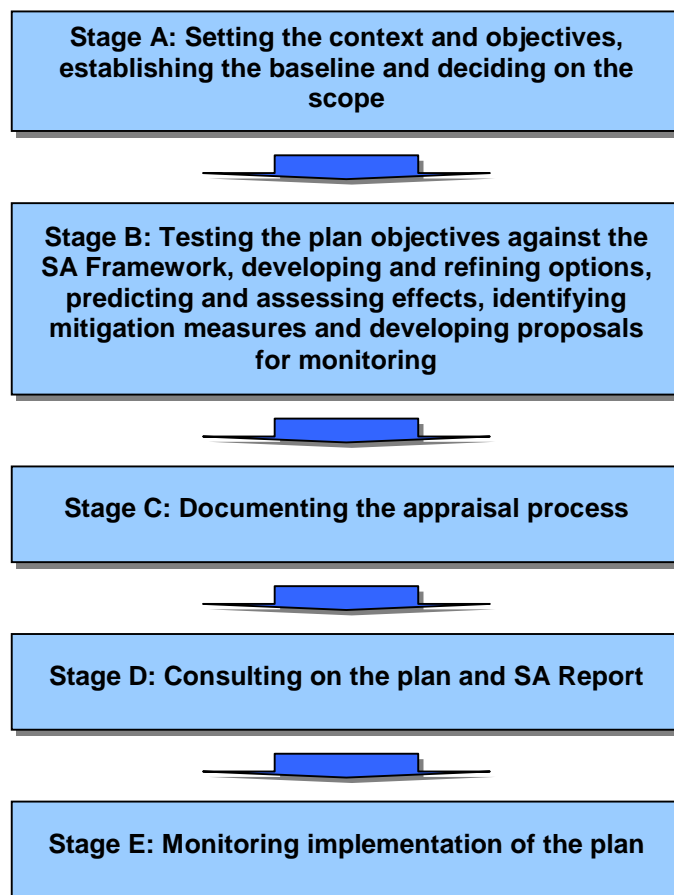 Stage A: Setting the context and objectives,
establishing the baseline and deciding on the
scope
Stage B: Testing the plan objectives against the
SA Framework, developing and refining options,
predicting and assessing effects, identifying
mitigation measures and developing proposals
for monitoring
Stage C: Documenting the appraisal process
Stage D: Consulting on the plan and SA Report
Stage E: Monitoring implementation of the plan